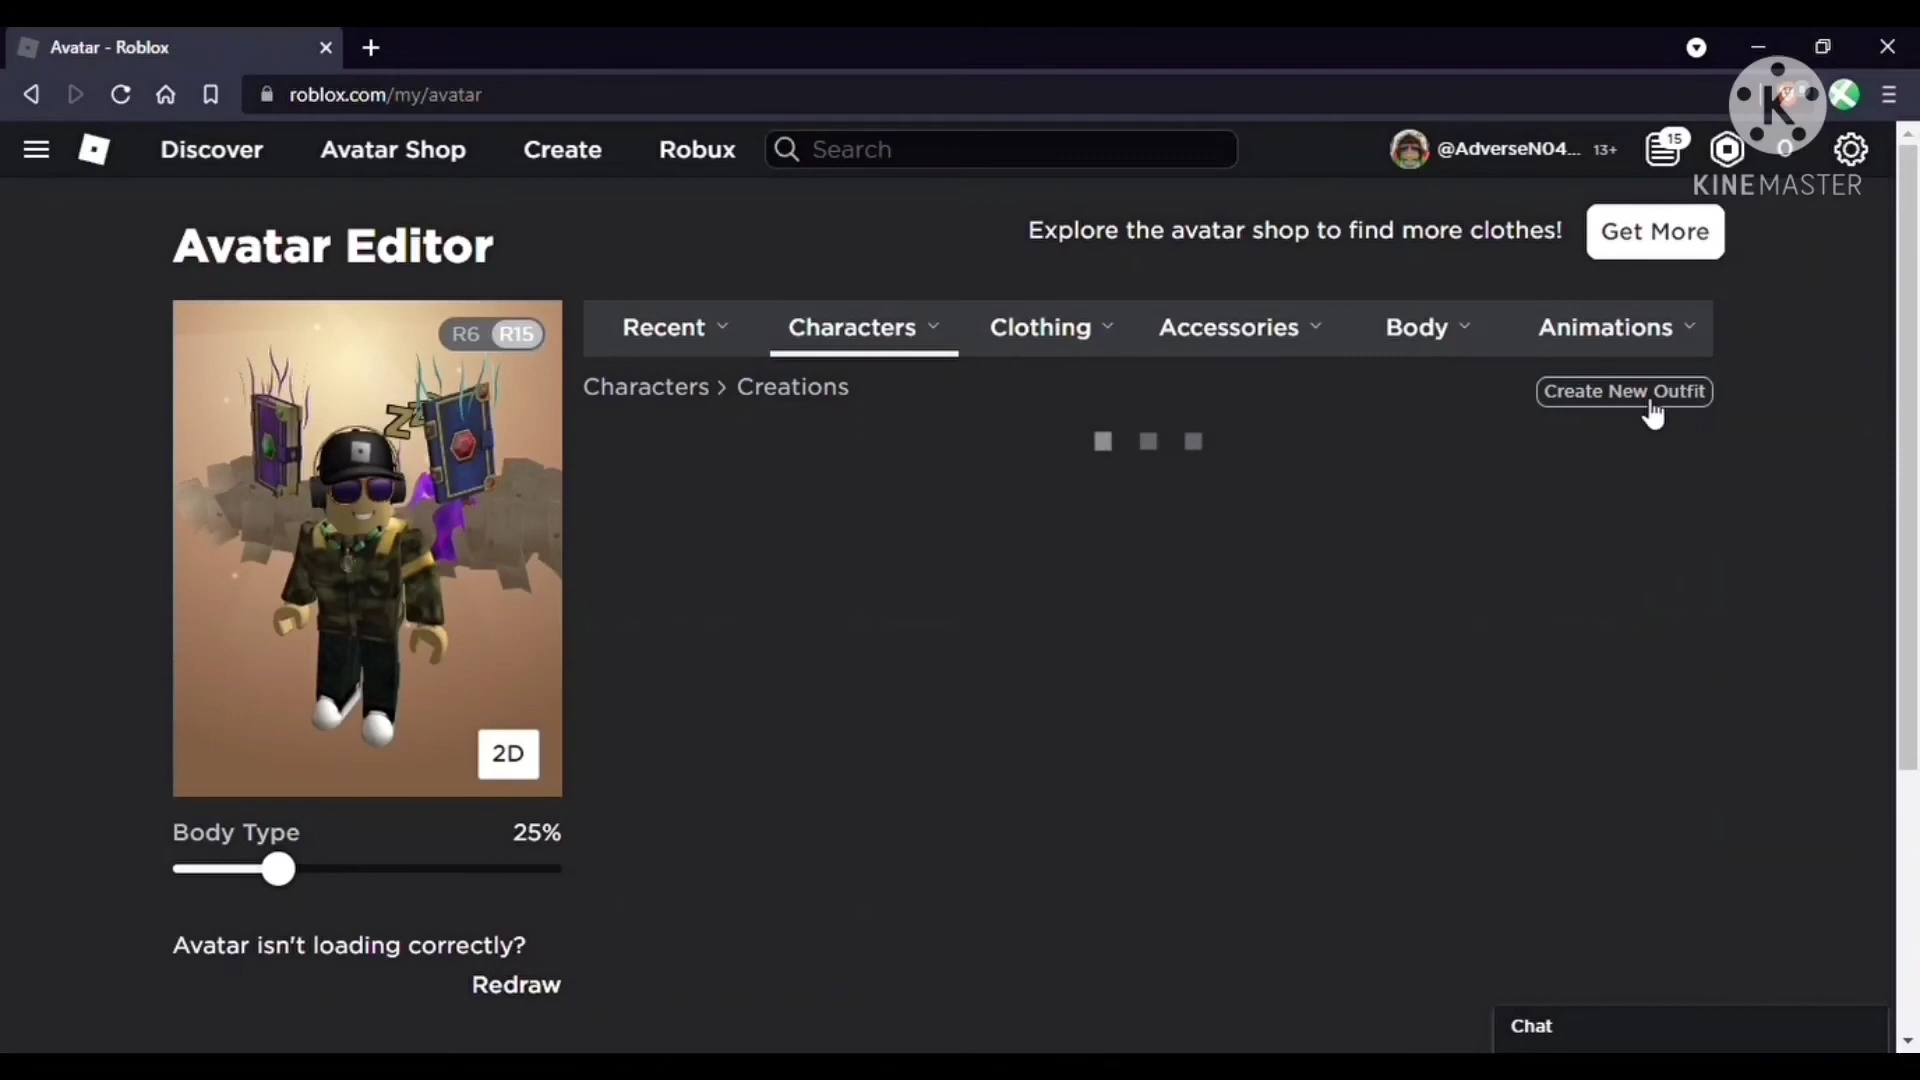 Avatar - Roblox
roblox.com/my/avatar
K
KINEMASTER
Discover
Avatar Shop
Create
Robux
Search
@AdverseN04...
13+
15
0
Avatar Editor
Explore the avatar shop to find more clothes!
Get More
R6
R15
Recent
Characters
Clothing
Accessories
Body
Animations
Characters > Creations
Create New Outfit
2D
Body Type
25%
Avatar isn't loading correctly?
Redraw
Chat